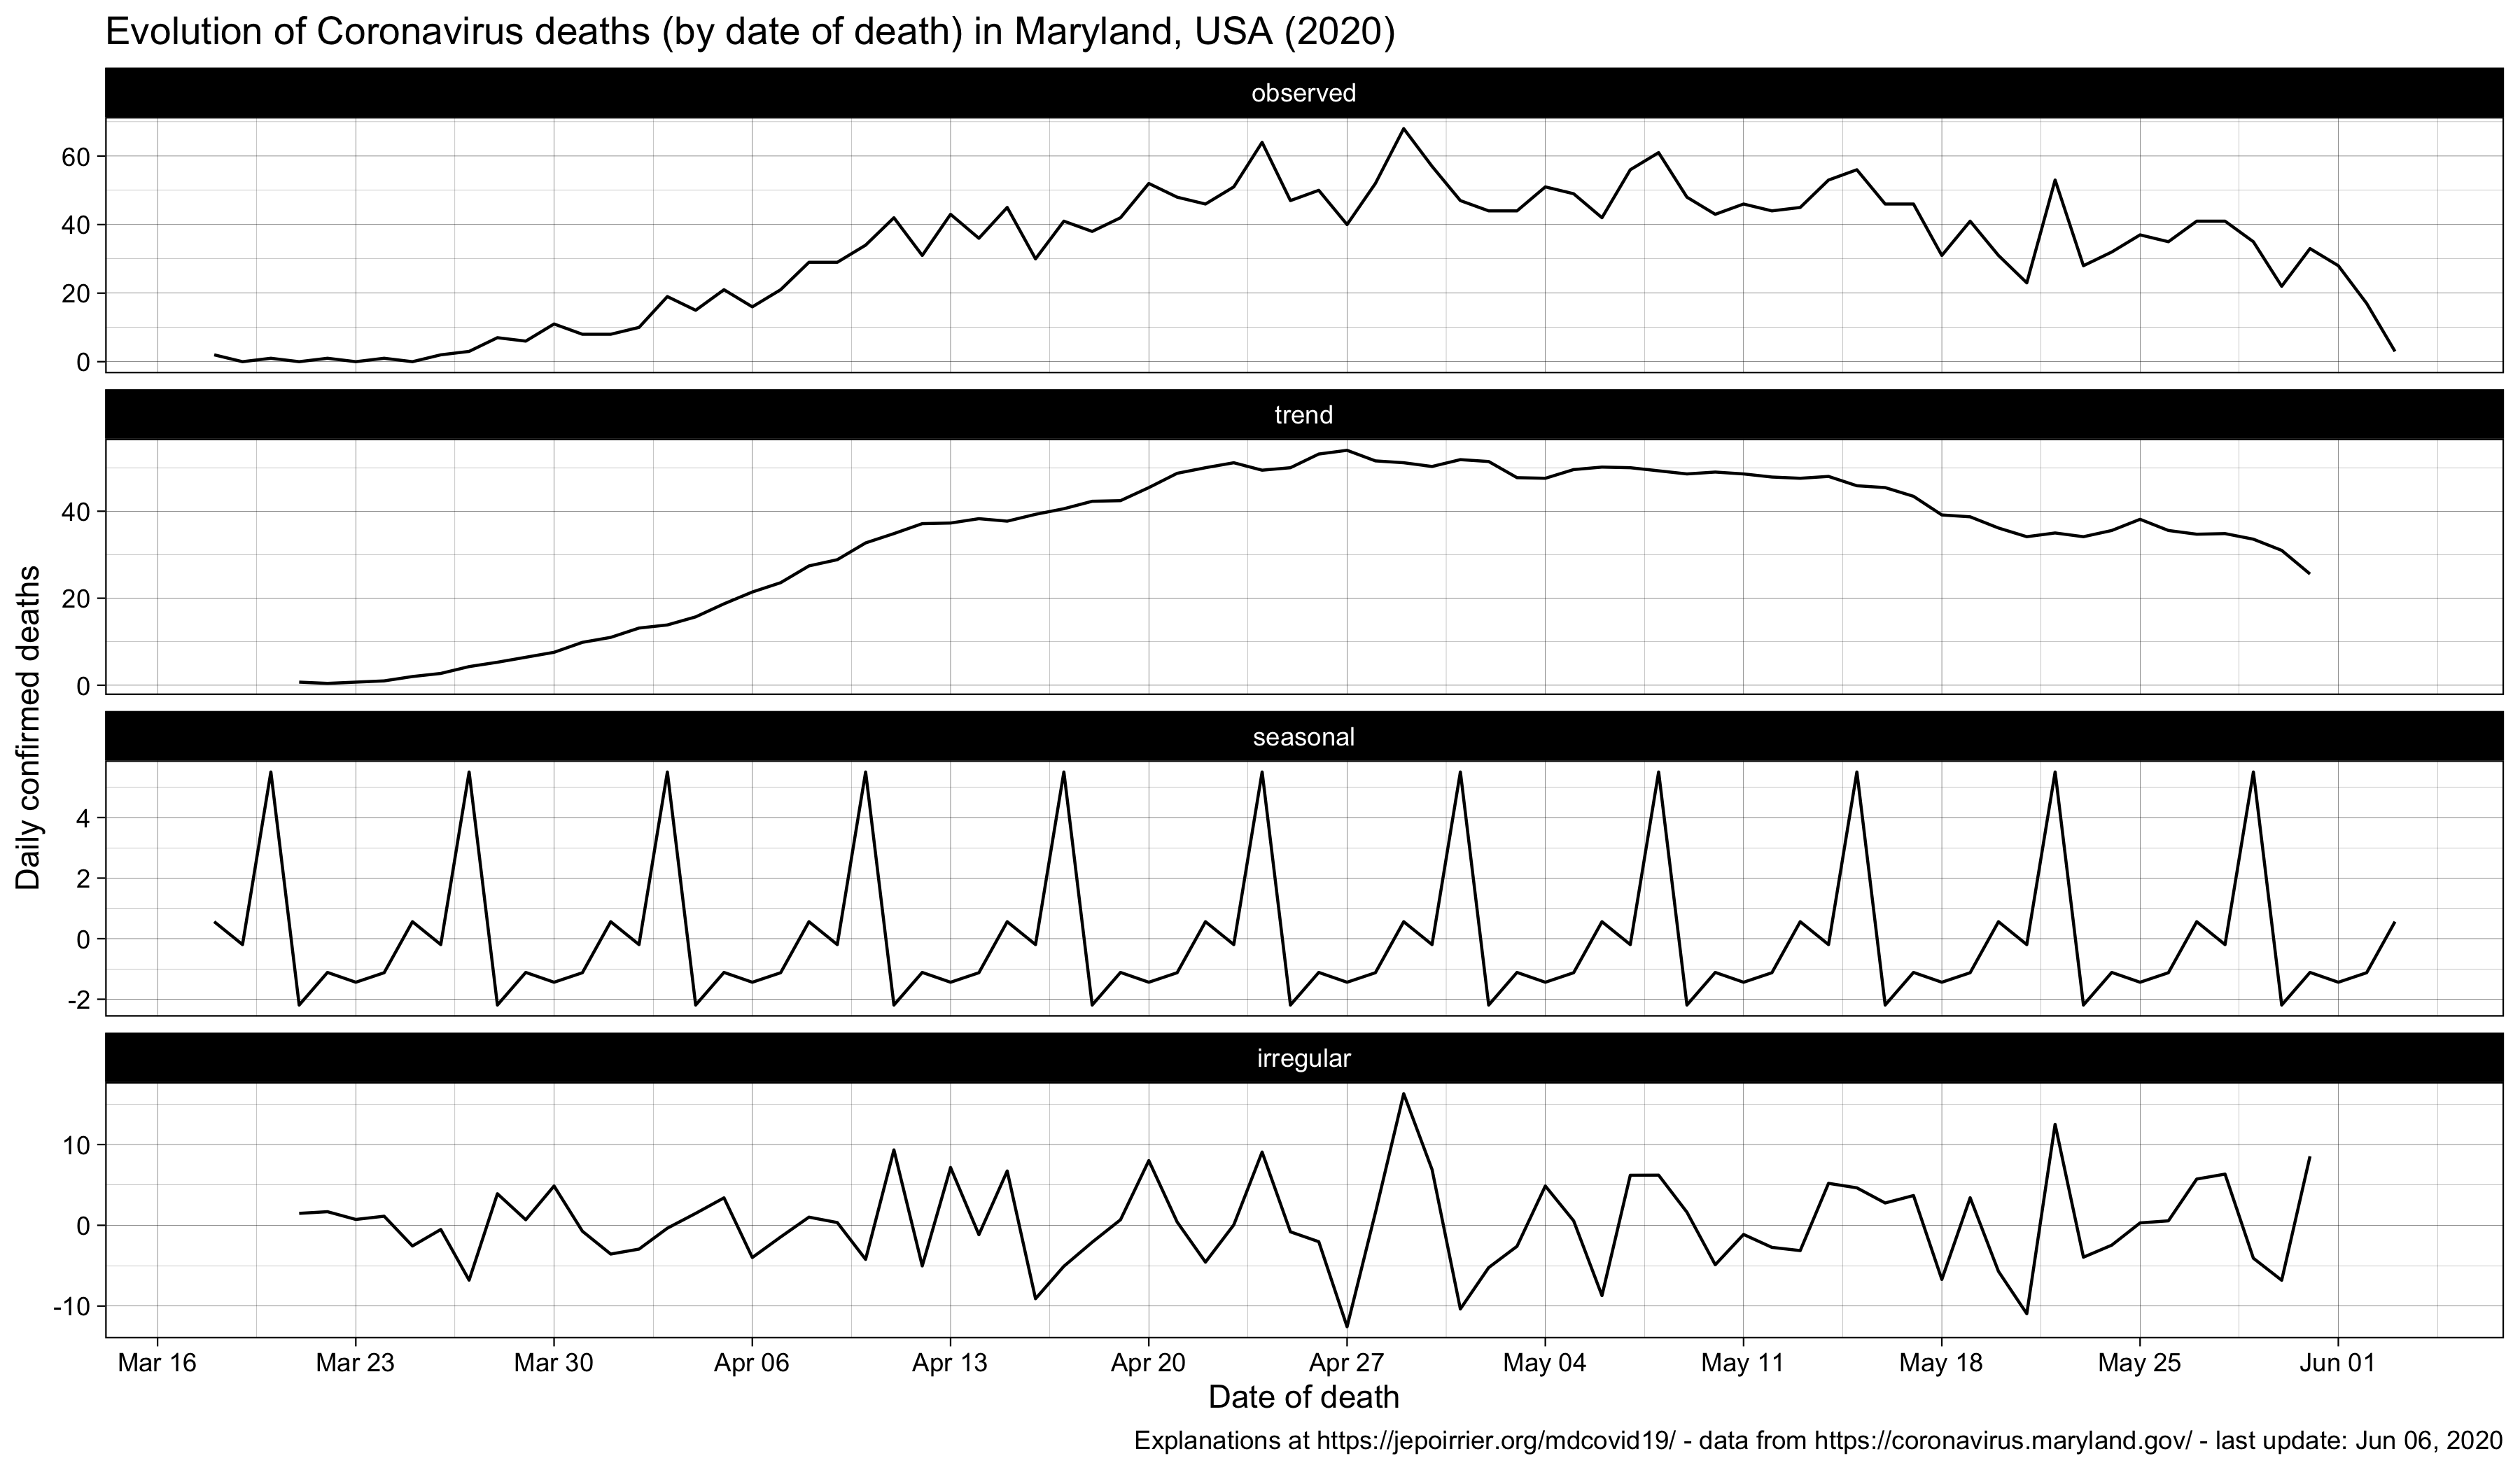 Evolution of Coronavirus deaths (by date of death) in Maryland, USA (2020)
observed
60
40
20
0
trend
40
20
0
seasonal
4
2
0
-2
irregular
10
0
-10
Daily confirmed deaths
Mar 16 Mar 23 Mar 30 Apr 06 Apr 13 Apr 20 Apr 27 May 04 May 11 May 18 May 25 Jun 01
Date of death
Explanations at https://jepoirrier.org/mdcovid19/ - data from https://coronavirus.maryland.gov/ - last update: Jun 06, 2020